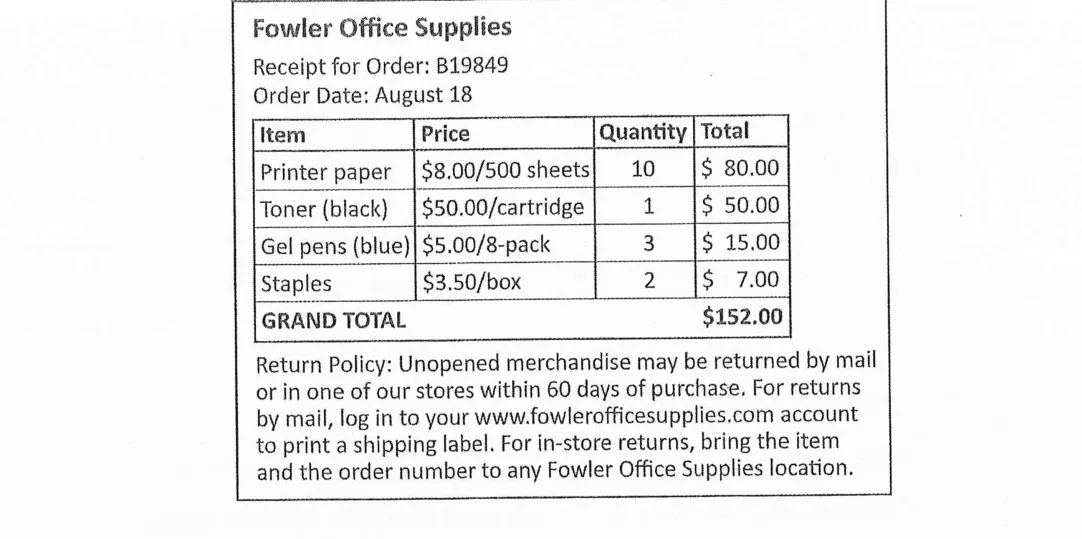 Fowler Office Supplies
Receipt for Order: B19849
Order Date: August 18
Item Price Quantity Total
Printer paper $8.00/500 sheets 10 $ 80.00
Toner (black) $50.00/cartridge 1 $ 50.00
Gel pens (blue) $5.00/8-pack 3 $ 15.00
Staples $3.50/box 2 $ 7.00
GRAND TOTAL $152.00
Return Policy: Unopened merchandise may be returned by mail
or in one of our stores within 60 days of purchase. For returns
by mail, log in to your www.fowlerofficesupplies.com account
to print a shipping label. For in-store returns, bring the item
and the order number to any Fowler Office Supplies location.